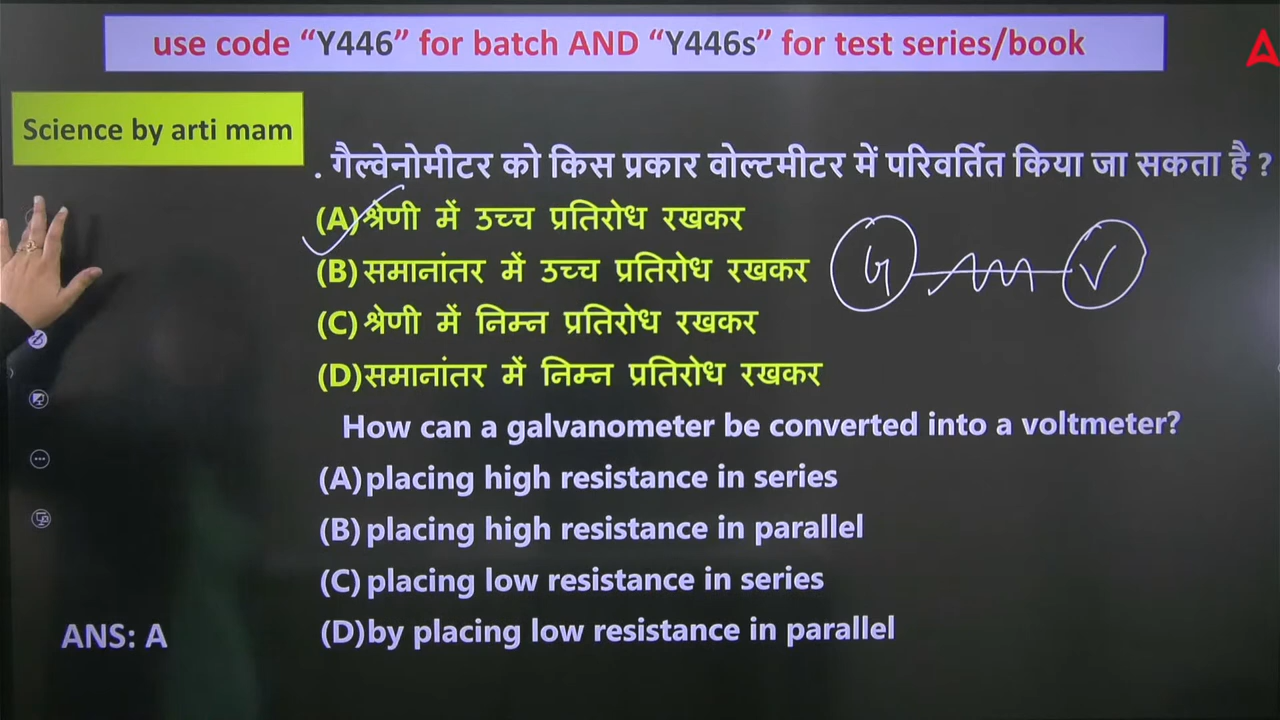 use code “Y446” for batch AND “Y446s” for test series/book
Science by arti mam
. गैल्वेनोमीटर को किस प्रकार वोल्टमीटर में परिवर्तित किया जा सकता है ?
(A)श्रेणी में उच्च प्रतिरोध रखकर
(B)समानांतर में उच्च प्रतिरोध रखकर
(C)श्रेणी में निम्न प्रतिरोध रखकर
(D)समानांतर में निम्न प्रतिरोध रखकर
G V
How can a galvanometer be converted into a voltmeter?
(A)placing high resistance in series
(B)placing high resistance in parallel
(C)placing low resistance in series
(D)by placing low resistance in parallel
ANS: A